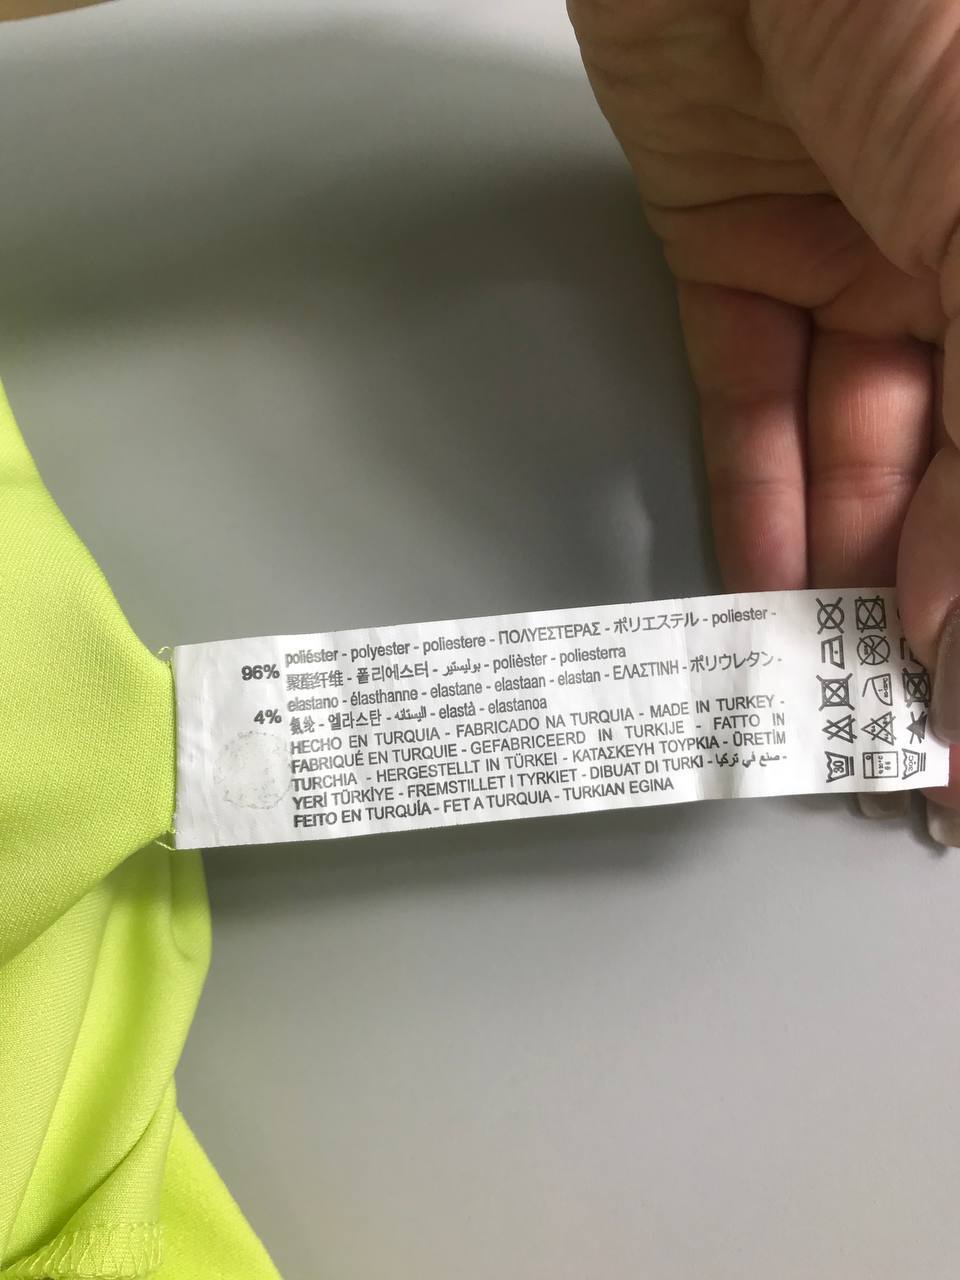 96%
poliéster - polyester - poliestere - ΠΟΛΥΕΣΤΕΡΑΣ - ポリエステル - poliester -
聚酯纤维 - 폴리에스터 - بوليستير - polièster - poliesterra
4%
elastano - élasthanne - elastane - elastaan - elastan - ΕΛΑΣΤΙΝΗ - ポリウレタン -
氨纶 - 엘라스탄 - اليستانه - elastà - elastanoa
HECHO EN TURQUIA - FABRICADO NA TURQUIA - MADE IN TURKEY -
FABRIQUÉ EN TURQUIE - GEFABRICEERD IN TURKIJE - FATTO IN
TURCHIA - HERGESTELLT IN TÜRKEI - ΚΑΤΑΣΚΕΥΗ ΤΟΥΡΚΙΑ - ÜRETİM
YERİ TÜRKİYE - FREMSTILLET I TYRKIET - DIBUAT DI TURKI - صنع في تركيا -
FEITO EN TURQUÍA - FET A TURQUIA - TURKIAN EGINA